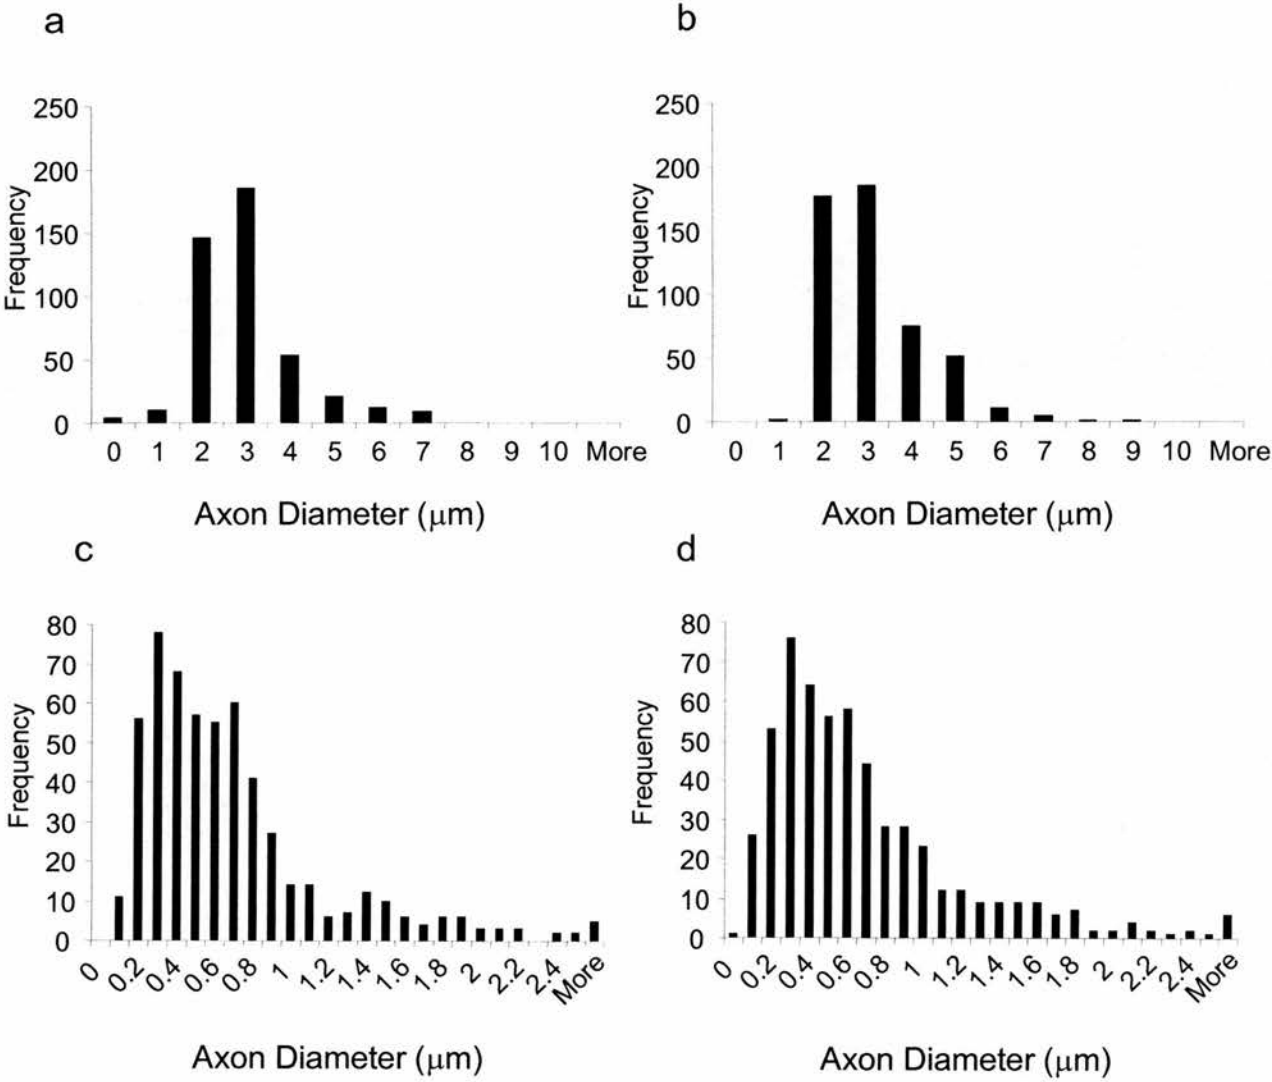 a
250
200
150
100
50
0
Frequency
0 1 2 3 4 5 6 7 8 9 10 More
Axon Diameter (μm)
b
250
200
150
100
50
0
Frequency
0 1 2 3 4 5 6 7 8 9 10 More
Axon Diameter (μm)
c
80
70
60
50
40
30
20
10
0
Frequency
0 0.2 0.4 0.6 0.8 1 1.2 1.4 1.6 1.8 2 2.2 2.4 More
Axon Diameter (μm)
d
80
70
60
50
40
30
20
10
0
Frequency
0 0.2 0.4 0.6 0.8 1 1.2 1.4 1.6 1.8 2 2.2 2.4 More
Axon Diameter (μm)